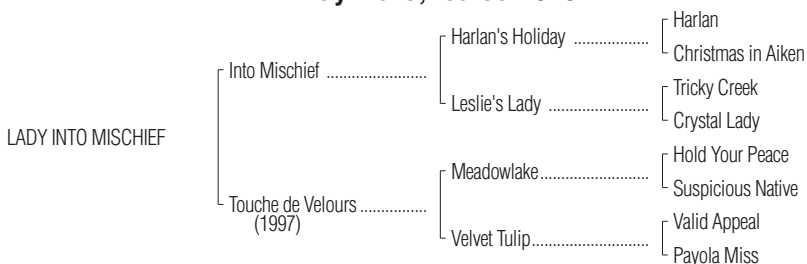 LADY INTO MISCHIEF
Into Mischief .......................
Touche de Velours ................
(1997)
Harlan's Holiday ..................
Leslie's Lady ........................
Meadowlake..........................
Velvet Tulip............................
Harlan
Christmas in Aiken
Tricky Creek
Crystal Lady
Hold Your Peace
Suspicious Native
Valid Appeal
Payola Miss